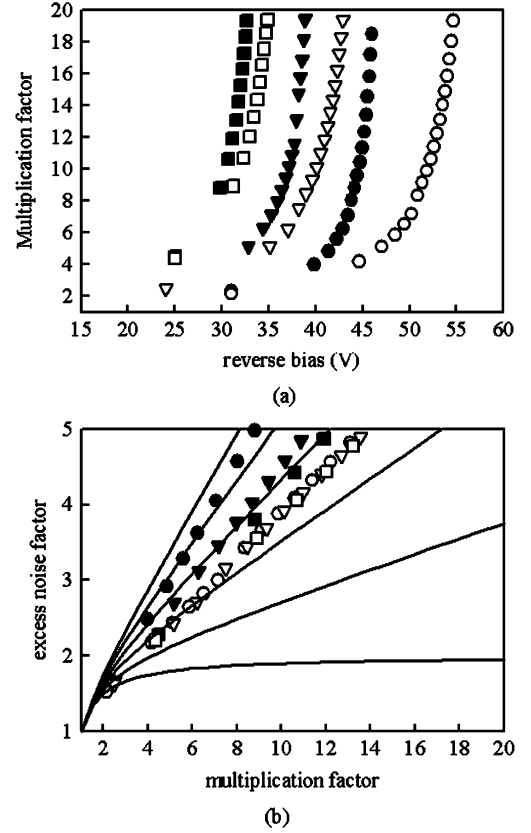 20
18
16
14
12
10
8
6
4
2
Multiplication factor
15 20 25 30 35 40 45 50 55 60
reverse bias (V)
(a)
5
4
3
2
1
excess noise factor
2 4 6 8 10 12 14 16 18 20
multiplication factor
(b)